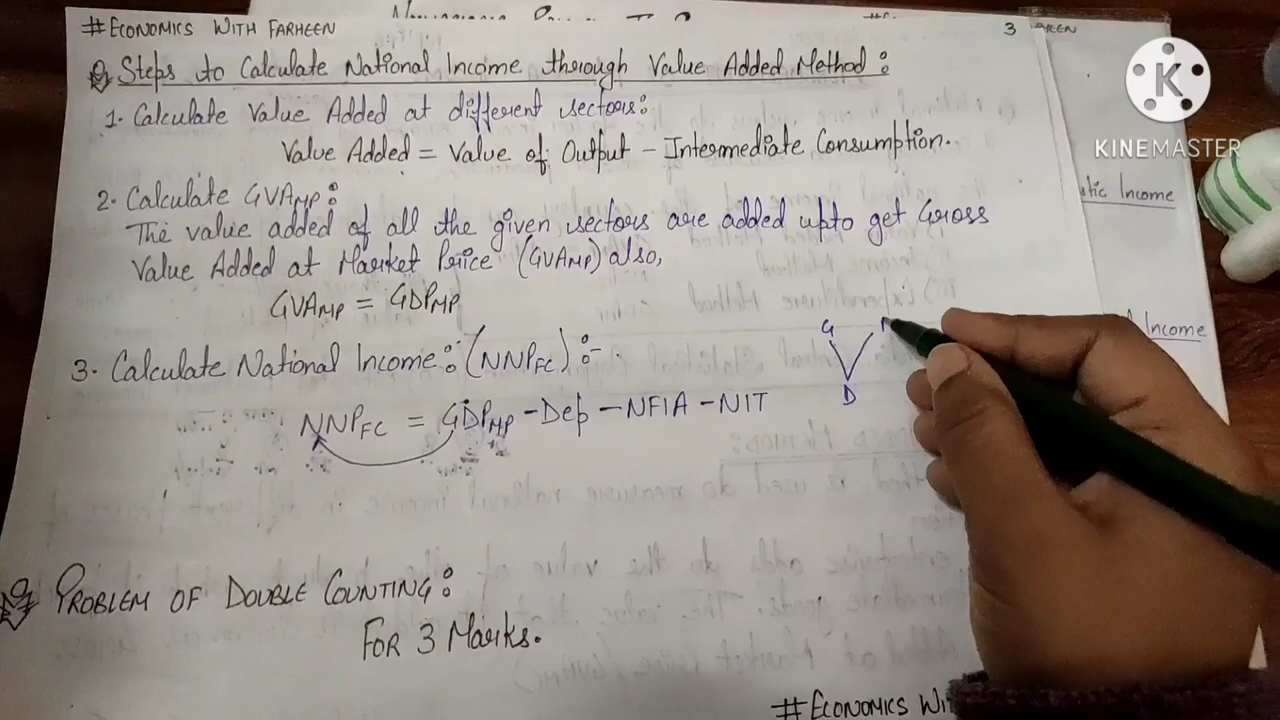 #ECONOMICS WITH FARHEEN
3
Steps to Calculate National Income through Value Added Method:
1. Calculate Value Added at different sectors:
Value Added = Value of Output - Intermediate Consumption.
2. Calculate GVAMP:
The value added of all the given sectors are added upto get Gross
Value Added at Market Price (GVAMP) also,
GVAMP = GDPMP
3. Calculate National Income: (NNPFC):-
NNPFC = GDPMP - Dep - NFIA - NIT
G
D
PROBLEM OF DOUBLE COUNTING:
FOR 3 Marks.
#ECONOMICS
K
KINEMASTER
Income
Income